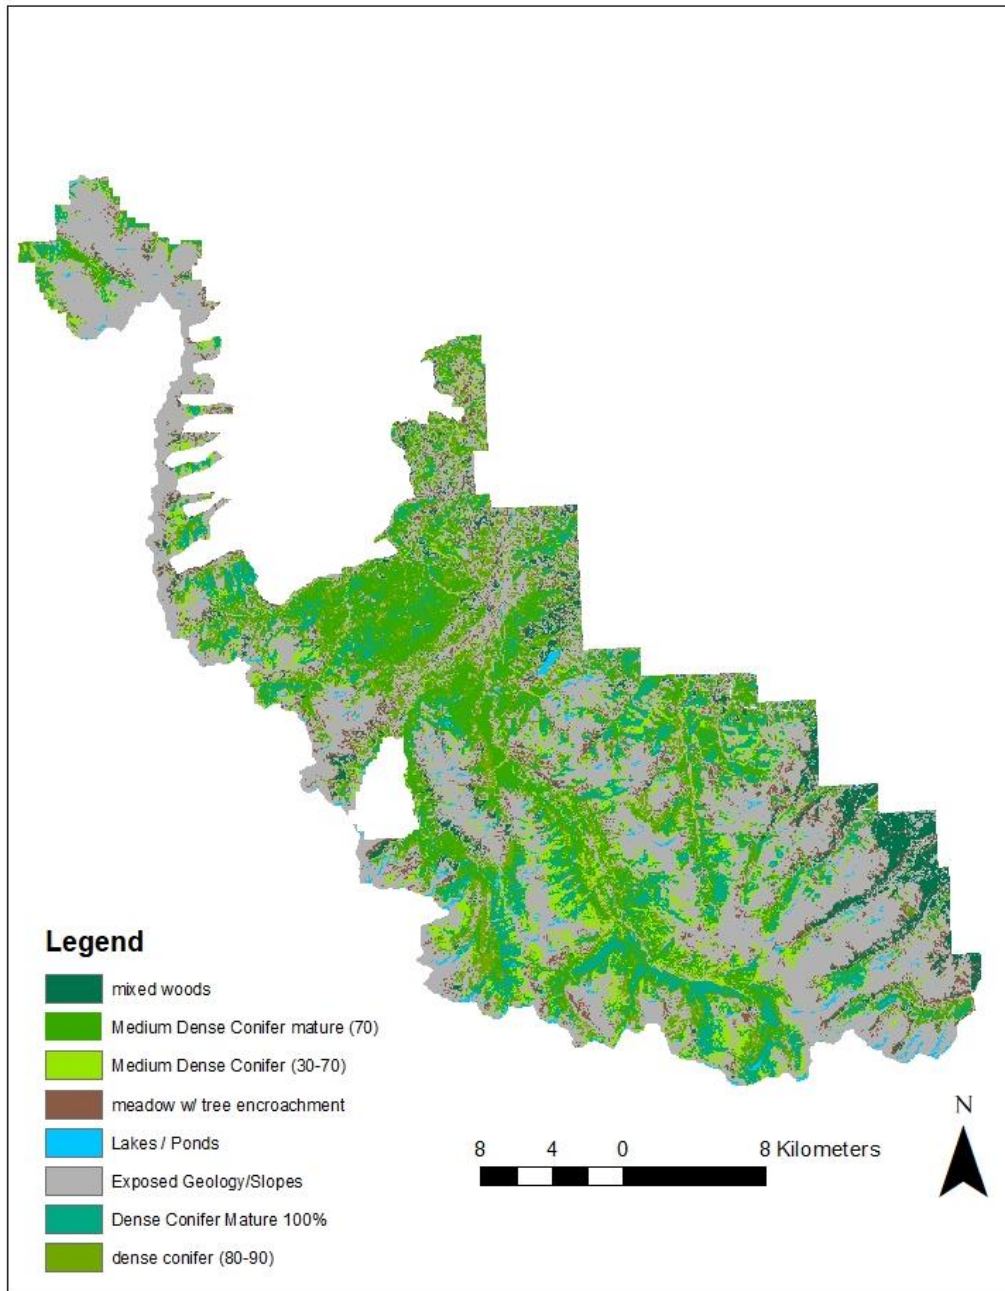 Legend
mixed woods
Medium Dense Conifer mature (70)
Medium Dense Conifer (30-70)
meadow w/ tree encroachment
Lakes / Ponds
Exposed Geology/Slopes
Dense Conifer Mature 100%
dense conifer (80-90)
8 4 0 8 Kilometers
N